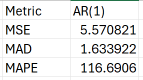 Metric AR(1)
MSE 5.570821
MAD 1.633922
MAPE 116.6906